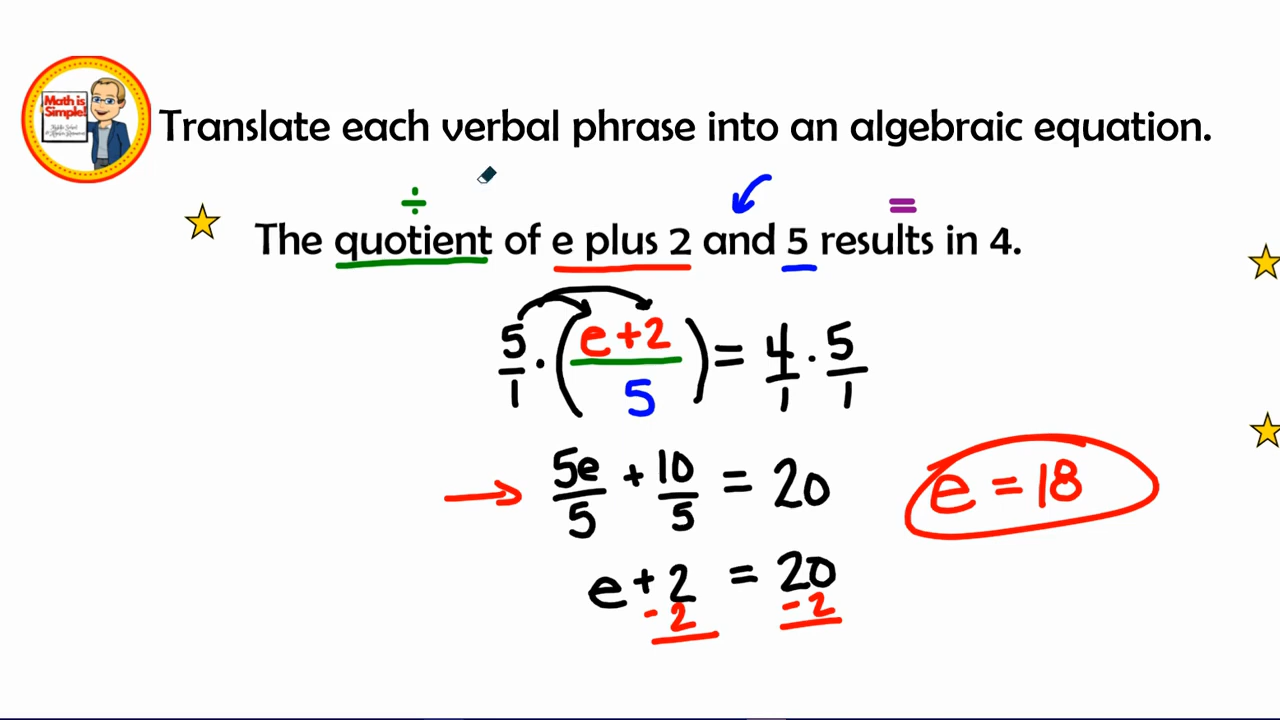 Math is
Simple!
Translate each verbal phrase into an algebraic equation.
÷ =
The quotient of e plus 2 and 5 results in 4.
5/1 · (e+2/5) = 4/1 · 5/1
5e/5 + 10/5 = 20
e = 18
e + 2 = 20
-2 -2